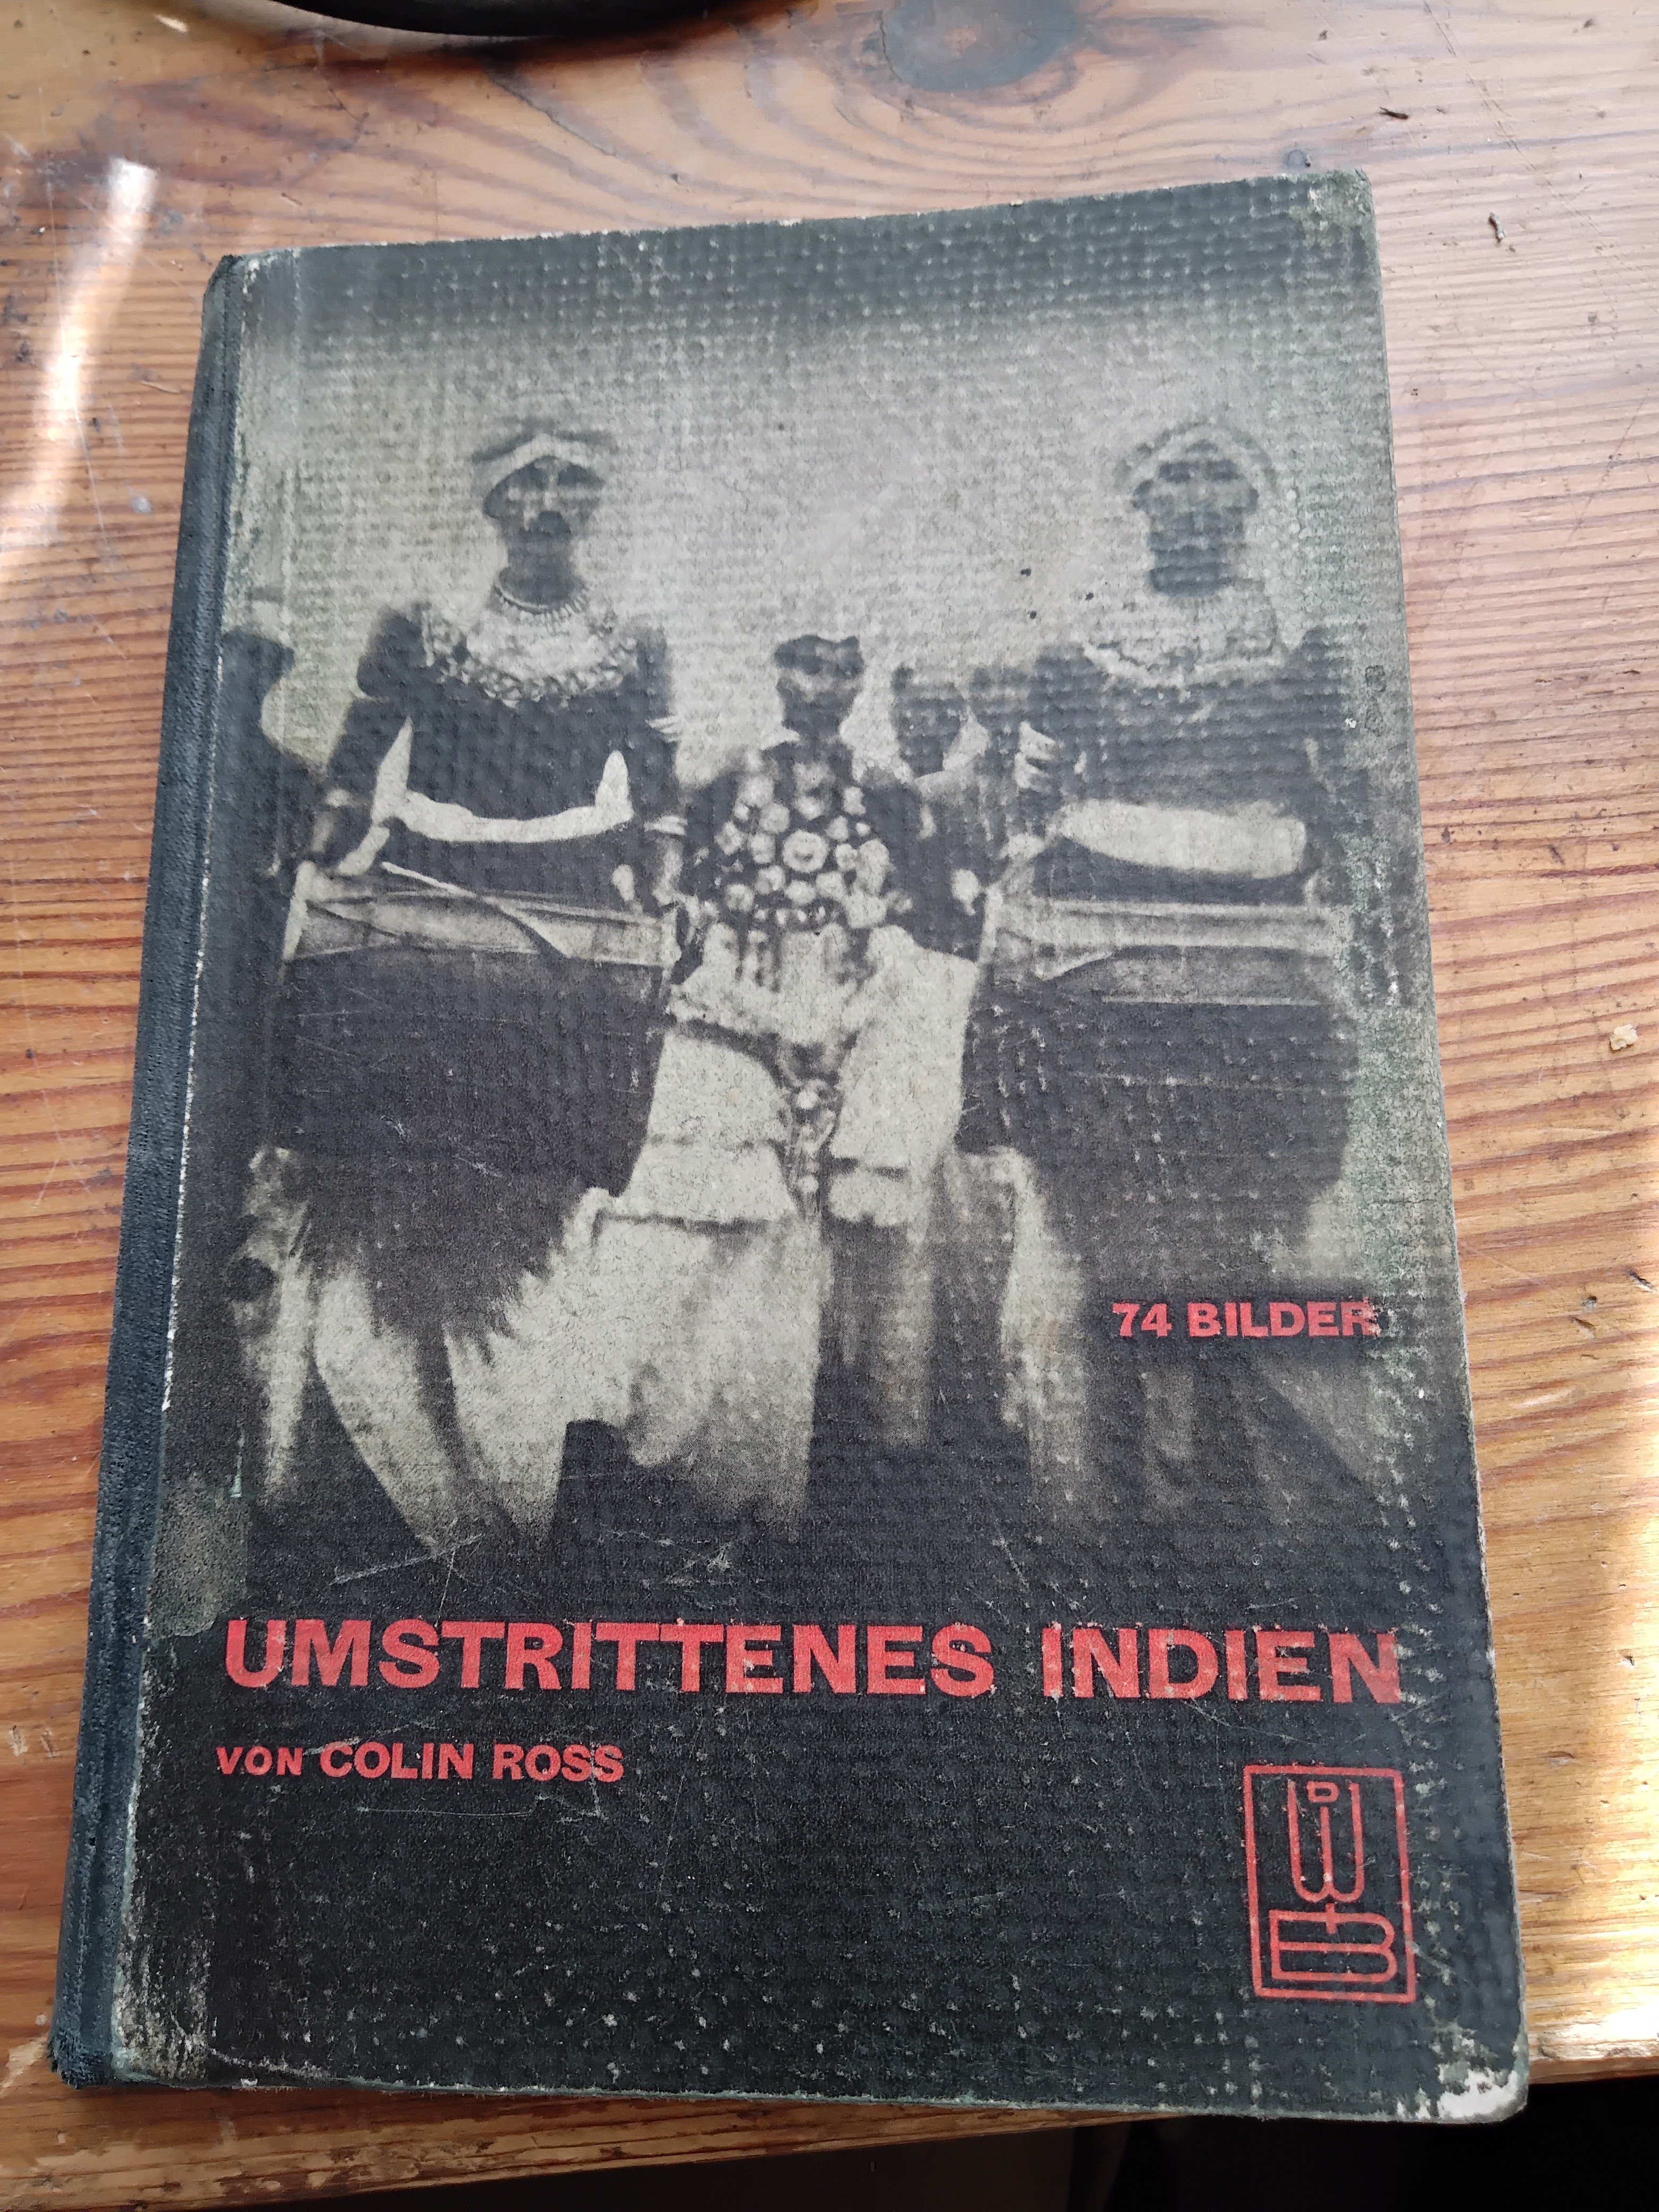 74 BILDER
UMSTRITTENES INDIEN
VON COLIN ROSS